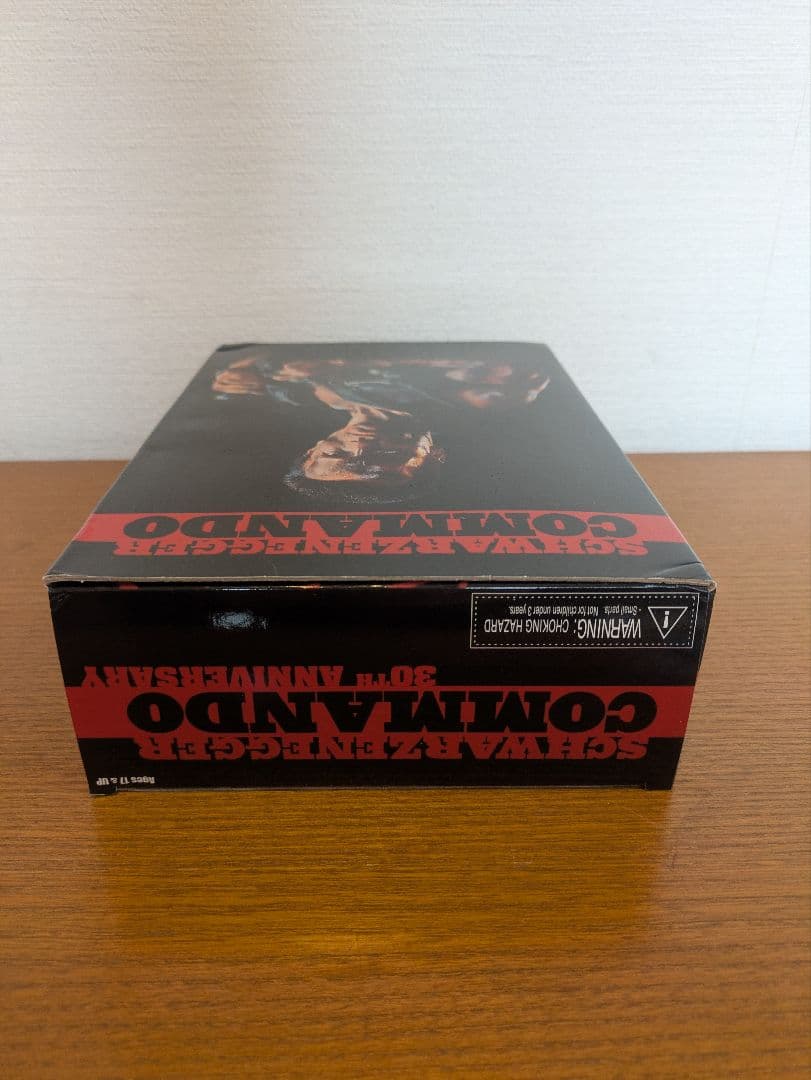 SCHWARZENEGGER
COMMANDO
SCHWARZENEGGER
COMMANDO
30TH ANNIVERSARY
Ages 17 & UP
WARNING: CHOKING HAZARD
- Small parts. Not for children under 3 years.